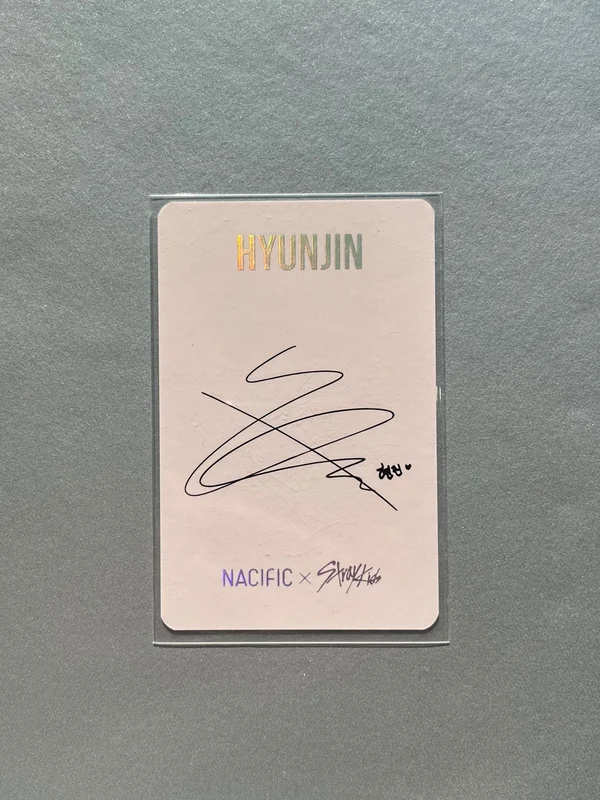 HYUNJIN
현진♥
NACIFIC × Stray Kids